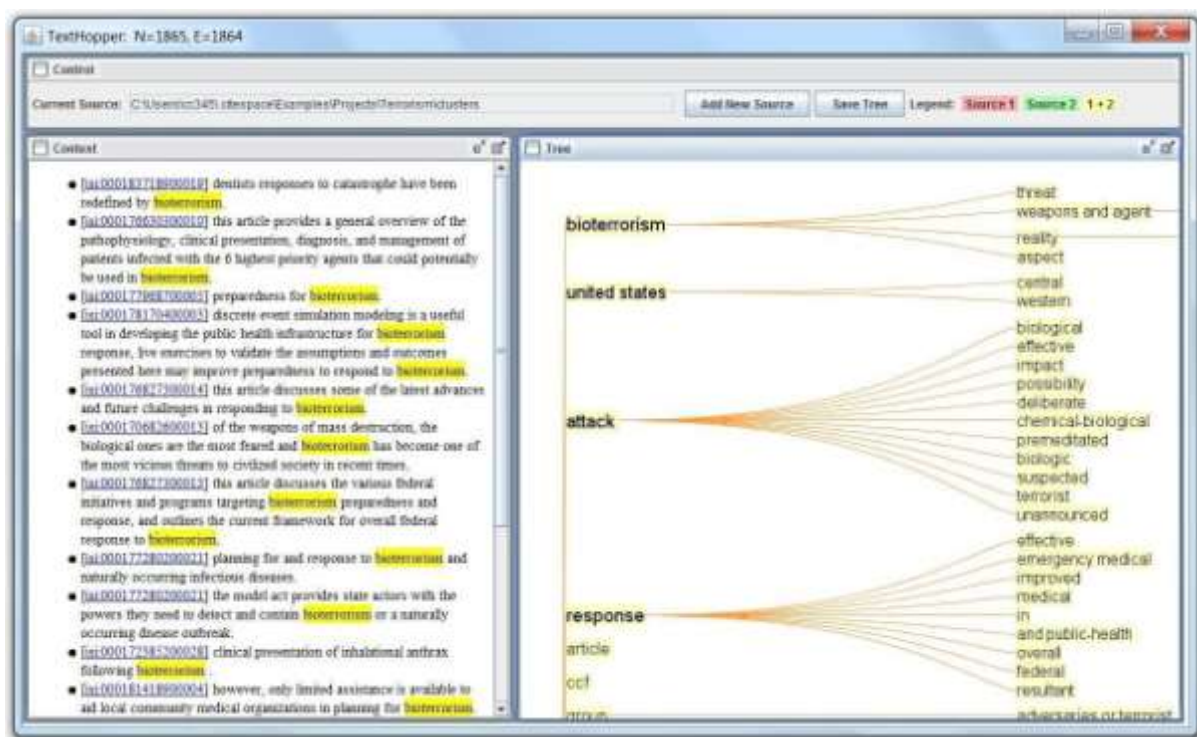 TextHopper: N=1865, E=1864
Control
Current Source:
Add New Source
Save Tree
Legend: Source 1 Source 2 1 + 2
Context
dentists responses to catastrophe have been
redefined by bioterrorism.
this article provides a general overview of the
pathophysiology, clinical presentation, diagnosis, and management of
patients infected with the 6 highest priority agents that could potentially
be used in bioterrorism.
preparedness for bioterrorism.
discrete event simulation modeling is a useful
tool in developing the public health infrastructure for bioterrorism
response, live exercises to validate the assumptions and outcomes
presented here may improve preparedness to respond to bioterrorism.
this article discusses some of the latest advances
and future challenges in responding to bioterrorism.
of the weapons of mass destruction, the
biological ones are the most feared and bioterrorism has become one of
the most vicious threats to civilized society in recent times.
this article discusses the various federal
initiatives and programs targeting bioterrorism preparedness and
response, and outlines the current framework for overall federal
response to bioterrorism.
planning for and response to bioterrorism and
naturally occurring infectious diseases.
the model act provides state actors with the
powers they need to detect and contain bioterrorism or a naturally
occurring disease outbreak.
clinical presentation of inhalational anthrax
following bioterrorism .
however, only limited assistance is available to
aid local community medical organizations in planning for bioterrorism.
Tree
bioterrorism
threat
weapons and agent
reality
aspect
united states
central
western
attack
biological
effective
impact
possibility
deliberate
chemical-biological
premeditated
biologic
suspected
terrorist
unannounced
response
effective
emergency medical
improved
medical
in
and public-health
overall
federal
resultant
article
ccf
group
adversaries or terrorist